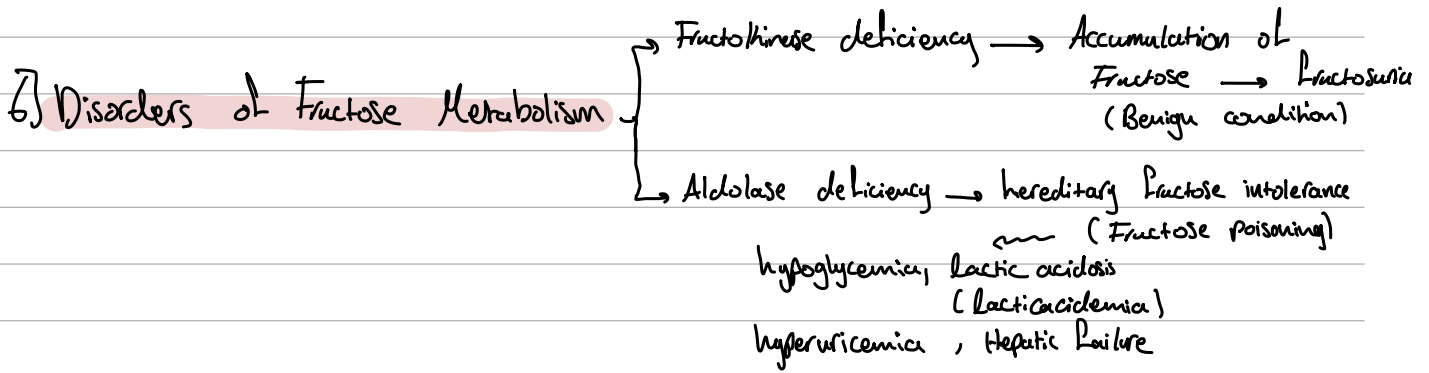 6] Disorders of Fructose Metabolism
Fructokinase deficiency → Accumulation of
Fructose → fructosuria
(Benign condition)
Aldolase deficiency → hereditary fructose intolerance
(Fructose poisoning)
hypoglycemia, lactic acidosis
(lacticacidemia)
hyperuricemia , Hepatic failure